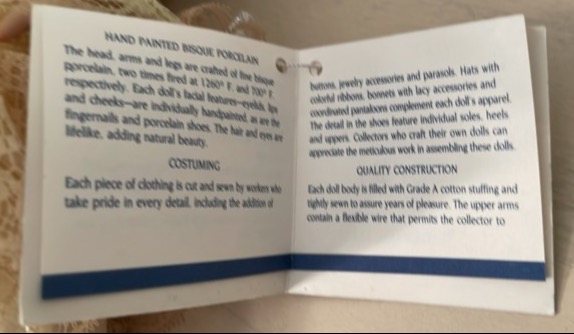 HAND PAINTED BISQUE PORCELAIN
The head, arms and legs are crafted of fine bisque
porcelain, two times fired at 1260° F. and 700° F.
respectively. Each doll's facial features—eyelids, lips
and cheeks—are individually handpainted, as are the
fingernails and porcelain shoes. The hair and eyes are
lifelike, adding natural beauty.
COSTUMING
Each piece of clothing is cut and sewn by workers who
take pride in every detail, including the addition of
buttons, jewelry accessories and parasols. Hats with
colorful ribbons, bonnets with lacy accessories and
coordinated pantaloons complement each doll's apparel.
The detail in the shoes feature individual soles, heels
and uppers. Collectors who craft their own dolls can
appreciate the meticulous work in assembling these dolls.
QUALITY CONSTRUCTION
Each doll body is filled with Grade A cotton stuffing and
tightly sewn to assure years of pleasure. The upper arms
contain a flexible wire that permits the collector to